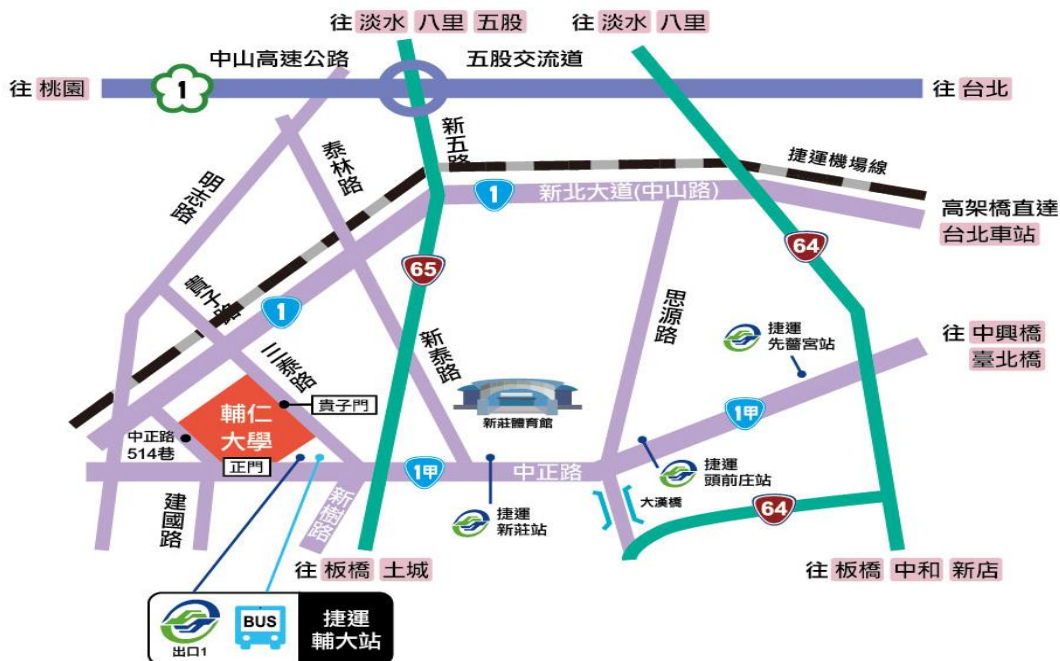 往 淡水 八里 五股
往 淡水 八里
中山高速公路
五股交流道
往 桃園
1
往 台北
新五路
泰林路
捷運機場線
明志路
1
新北大道(中山路)
高架橋直達
台北車站
65
64
貴子路
1
思源路
捷運
先嗇宮站
往 中興橋
臺北橋
三泰路
新泰路
輔仁
大學
貴子門
新莊體育館
1甲
中正路
514巷
正門
1甲
中正路
捷運
頭前庄站
建國路
新樹路
捷運
新莊站
大漢橋
64
往 板橋 土城
往 板橋 中和 新店
出口1
BUS
捷運
輔大站